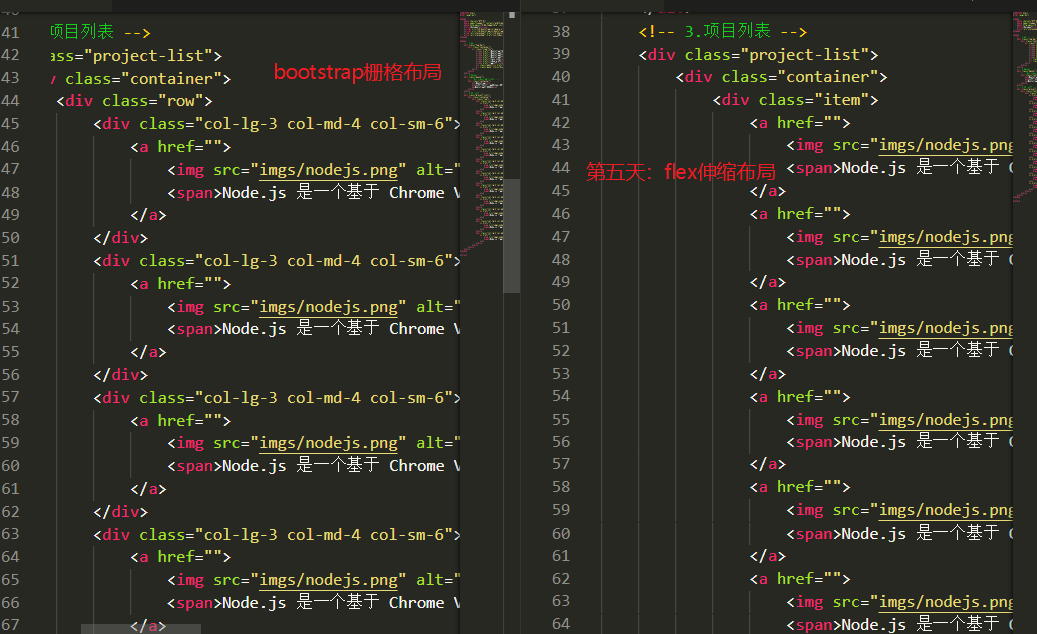 41 项目列表 -->
42 ass="project-list">
43 class="container">
44 <div class="row">
45 <div class="col-lg-3 col-md-4 col-sm-6">
46 <a href="">
47 <img src="imgs/nodejs.png" alt="
48 <span>Node.js 是一个基于 Chrome V
49 </a>
50 </div>
51 <div class="col-lg-3 col-md-4 col-sm-6">
52 <a href="">
53 <img src="imgs/nodejs.png" alt="
54 <span>Node.js 是一个基于 Chrome V
55 </a>
56 </div>
57 <div class="col-lg-3 col-md-4 col-sm-6">
58 <a href="">
59 <img src="imgs/nodejs.png" alt="
60 <span>Node.js 是一个基于 Chrome V
61 </a>
62 </div>
63 <div class="col-lg-3 col-md-4 col-sm-6">
64 <a href="">
65 <img src="imgs/nodejs.png" alt="
66 <span>Node.js 是一个基于 Chrome V
67 </a>
bootstrap栅格布局
38 <!-- 3.项目列表 -->
39 <div class="project-list">
40 <div class="container">
41 <div class="item">
42 <a href="">
43 <img src="imgs/nodejs.png
44 <span>Node.js 是一个基于 C
45 </a>
46 <a href="">
47 <img src="imgs/nodejs.png
48 <span>Node.js 是一个基于 C
49 </a>
50 <a href="">
51 <img src="imgs/nodejs.png
52 <span>Node.js 是一个基于 C
53 </a>
54 <a href="">
55 <img src="imgs/nodejs.png
56 <span>Node.js 是一个基于 C
57 </a>
58 <a href="">
59 <img src="imgs/nodejs.png
60 <span>Node.js 是一个基于 C
61 </a>
62 <a href="">
63 <img src="imgs/nodejs.png
64 <span>Node.js 是一个基于 C
第五天：flex伸缩布局